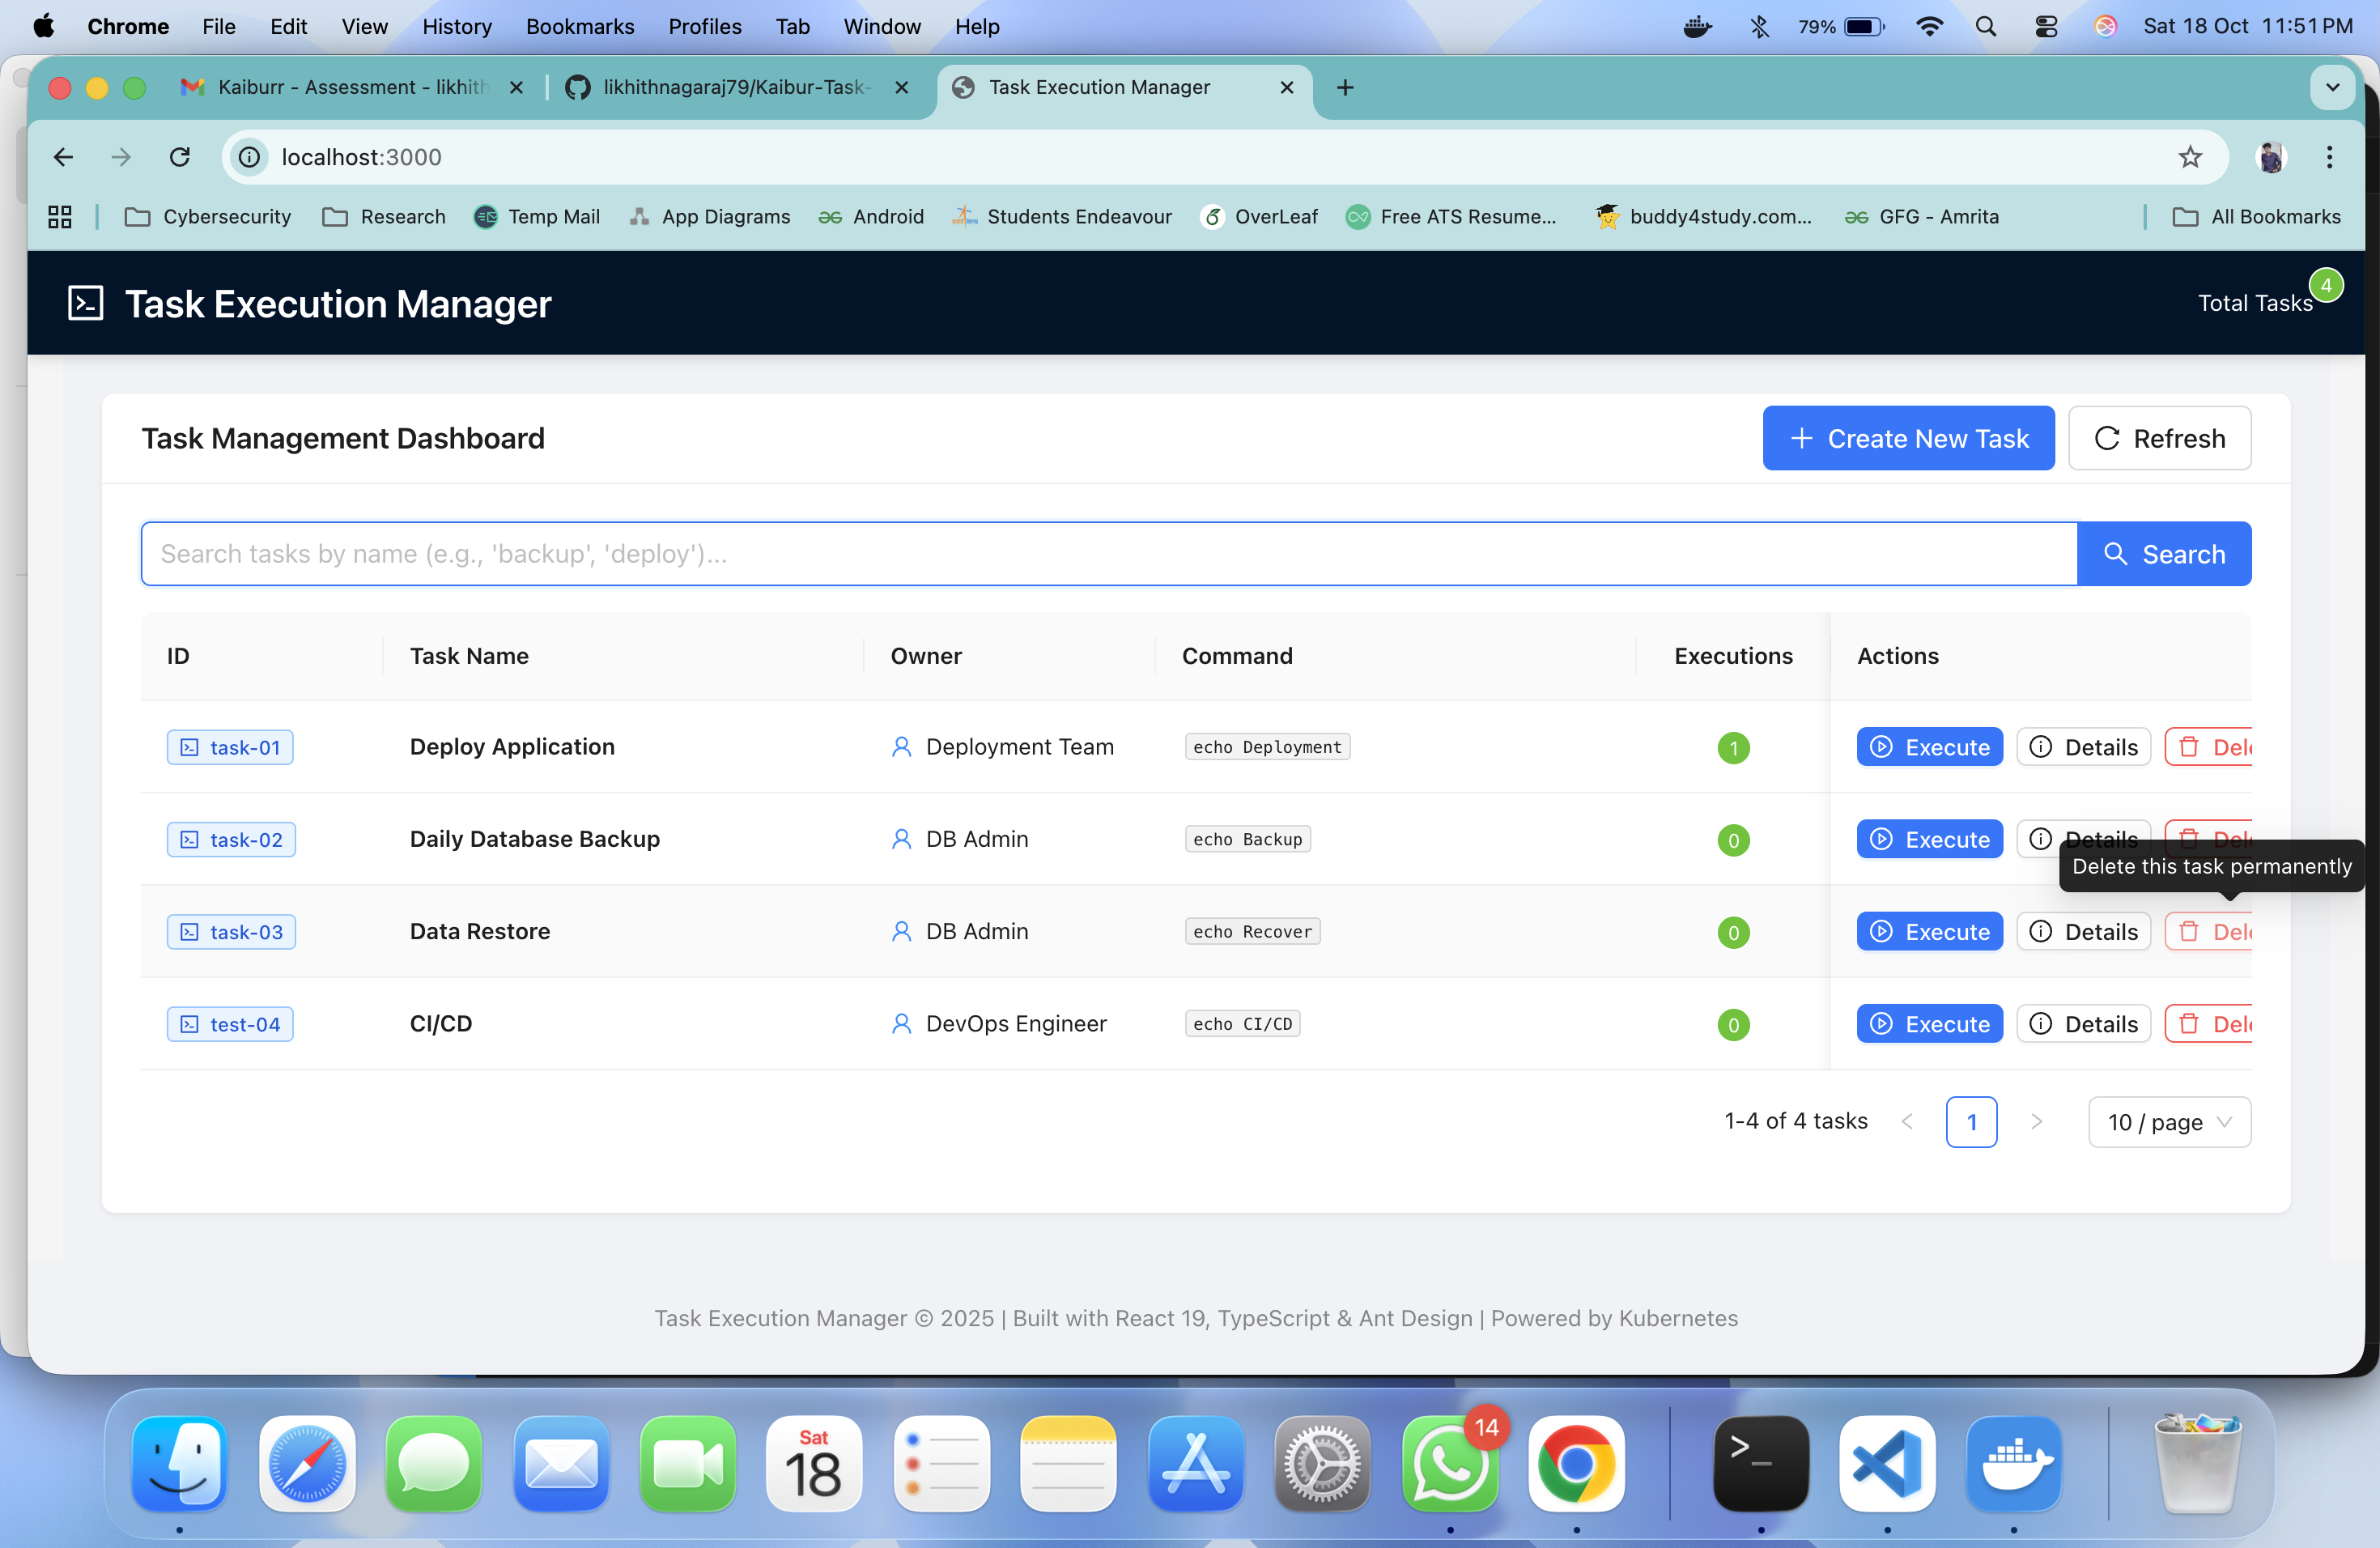 Chrome File Edit View History Bookmarks Profiles Tab Window Help 79% Sat 18 Oct 11:51 PM
Kaiburr - Assessment - likhith likhithnagaraj79/Kaibur-Task- Task Execution Manager
localhost:3000
Cybersecurity Research Temp Mail App Diagrams Android Students Endeavour OverLeaf Free ATS Resume... buddy4study.com... GFG - Amrita All Bookmarks
Task Execution Manager Total Tasks 4
Task Management Dashboard + Create New Task Refresh
Search tasks by name (e.g., 'backup', 'deploy')... Search
ID Task Name Owner Command Executions Actions
task-01 Deploy Application Deployment Team echo Deployment 1 Execute Details Dele
task-02 Daily Database Backup DB Admin echo Backup 0 Execute Details Dele
Delete this task permanently
task-03 Data Restore DB Admin echo Recover 0 Execute Details Dele
test-04 CI/CD DevOps Engineer echo CI/CD 0 Execute Details Dele
1-4 of 4 tasks < 1 > 10 / page
Task Execution Manager © 2025 | Built with React 19, TypeScript & Ant Design | Powered by Kubernetes
Sat 14
18